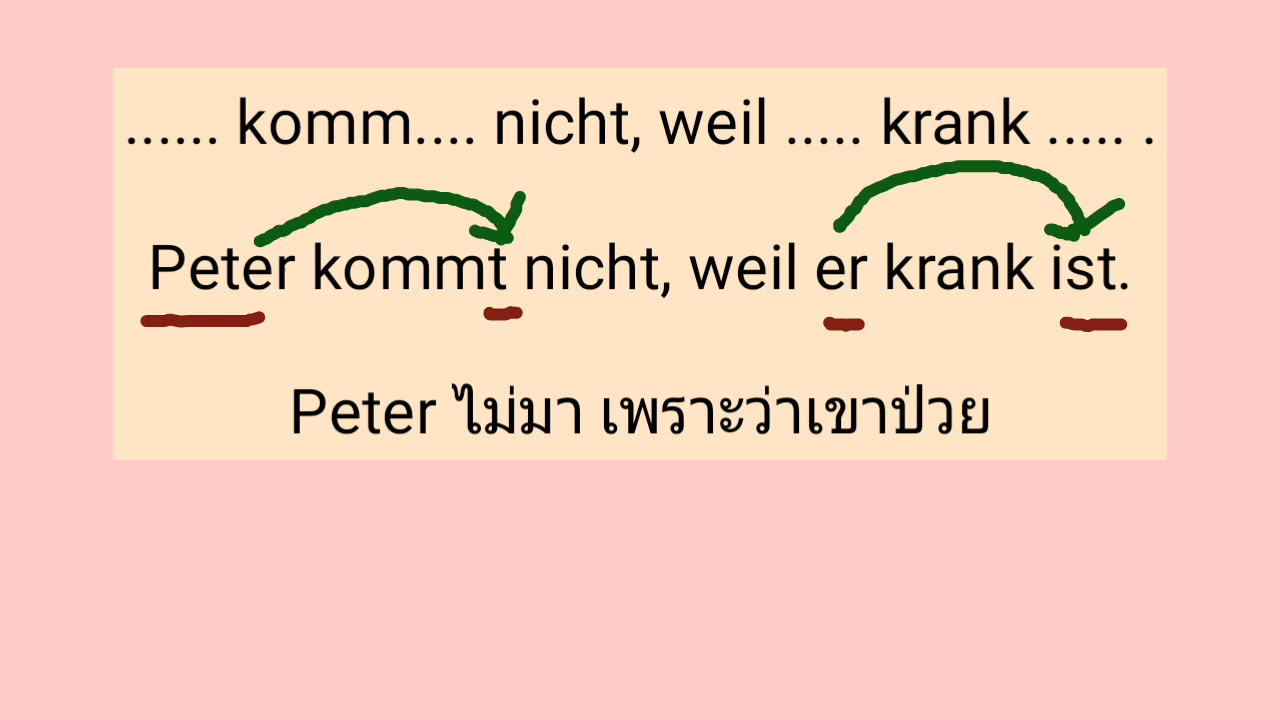 ...... komm.... nicht, weil ..... krank ..... .
Peter kommt nicht, weil er krank ist.
Peter ไม่มา เพราะว่าเขาป่วย